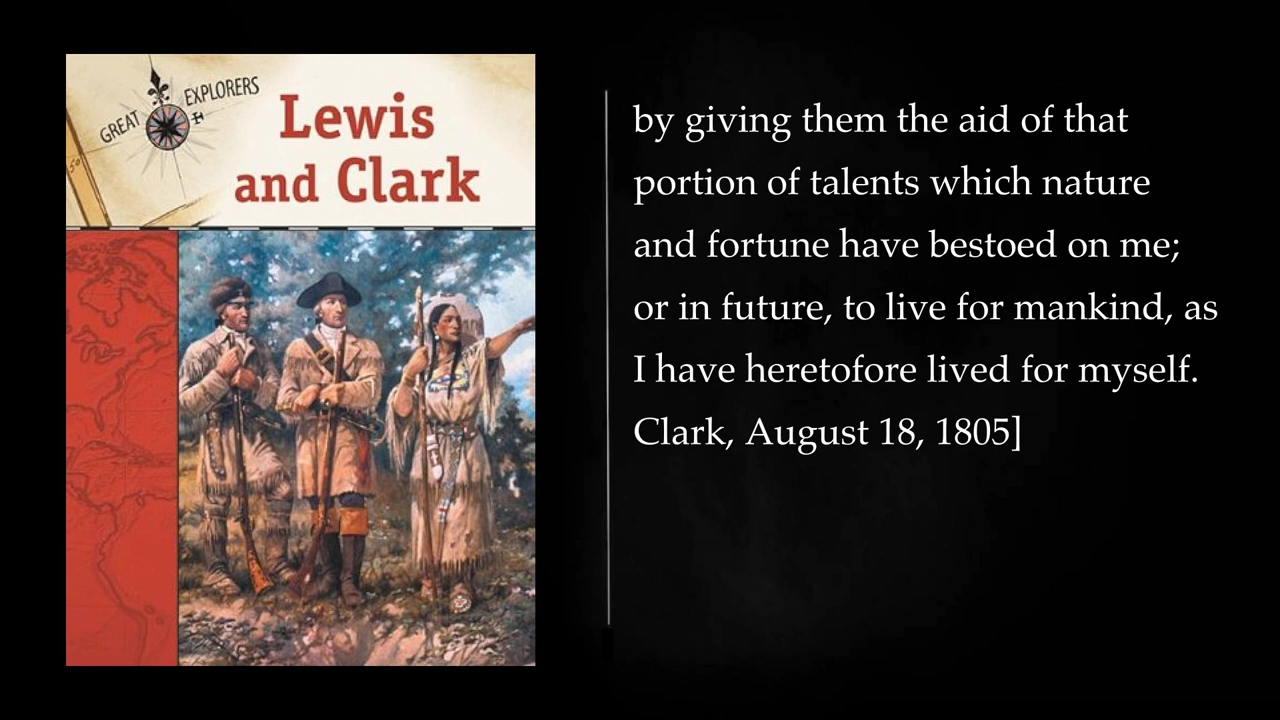 GREAT EXPLORERS
Lewis
and Clark
50
by giving them the aid of that
portion of talents which nature
and fortune have bestoed on me;
or in future, to live for mankind, as
I have heretofore lived for myself.
Clark, August 18, 1805]